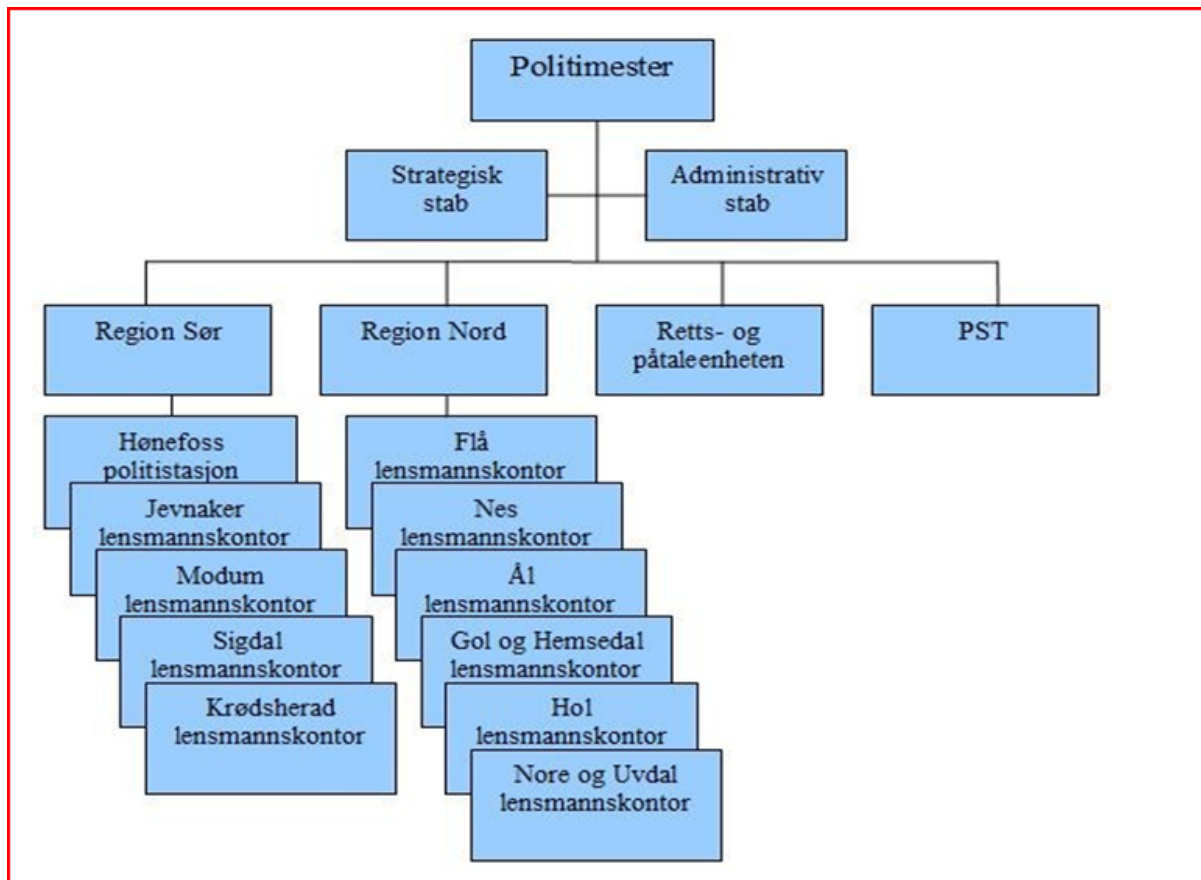 Politimester
Strategisk
stab
Administrativ
stab
Region Sør
Region Nord
Retts- og
påtaleenheten
PST
Hønefoss
politistasjon
Jevnaker
lensmannskontor
Modum
lensmannskontor
Sigdal
lensmannskontor
Krødsherad
lensmannskontor
Flå
lensmannskontor
Nes
lensmannskontor
Ål
lensmannskontor
Gol og Hemsedal
lensmannskontor
Hol
lensmannskontor
Nore og Uvdal
lensmannskontor